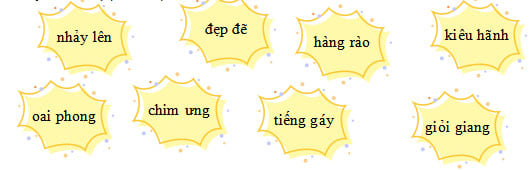 nhảy lên
đẹp đẽ
hàng rào
kiêu hãnh
oai phong
chim ưng
tiếng gáy
giỏi giang